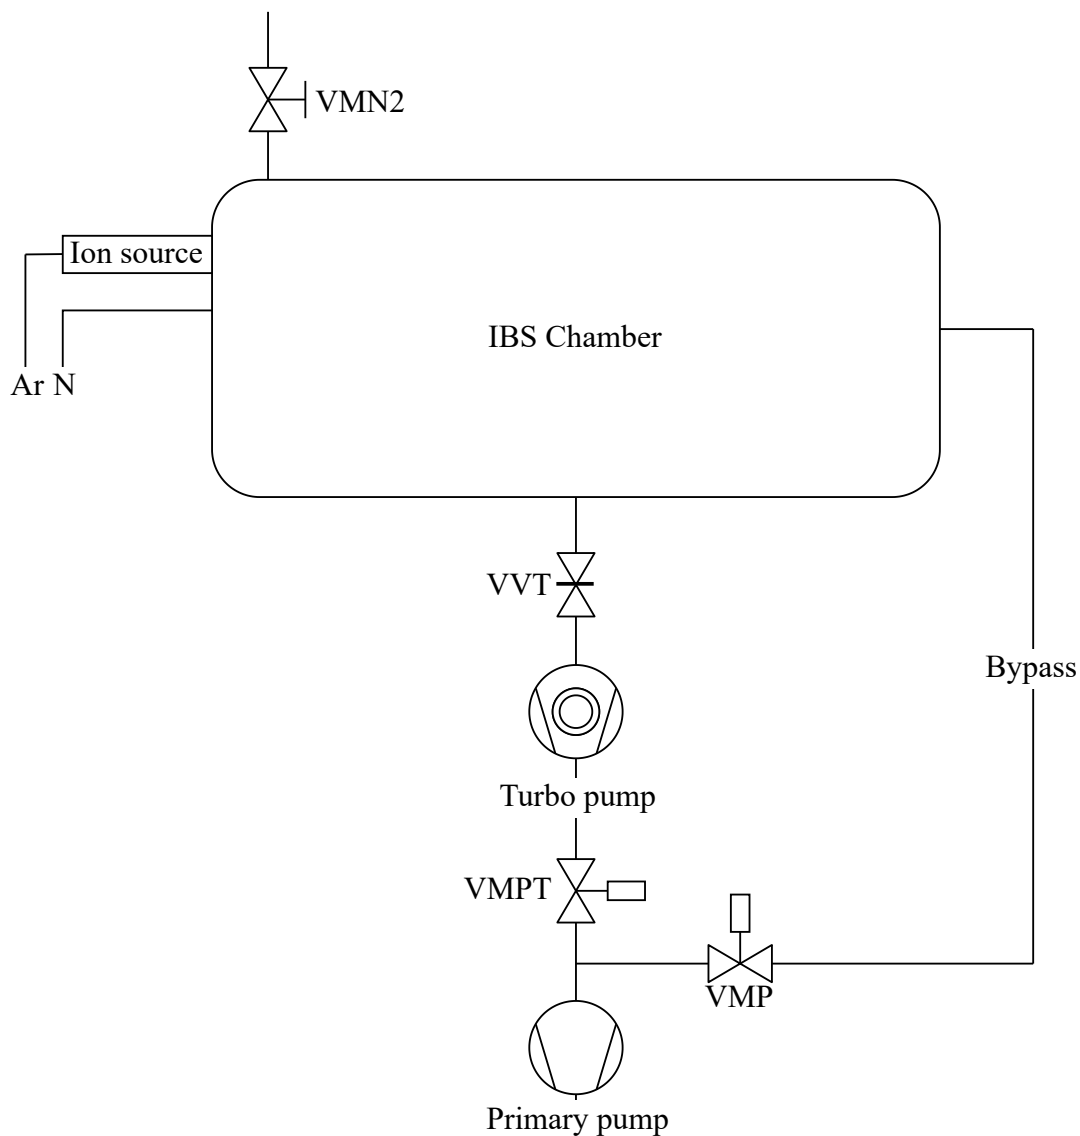 VMN2
Ion source
IBS Chamber
Ar N
VVT
Bypass
Turbo pump
VMPT
VMP
Primary pump